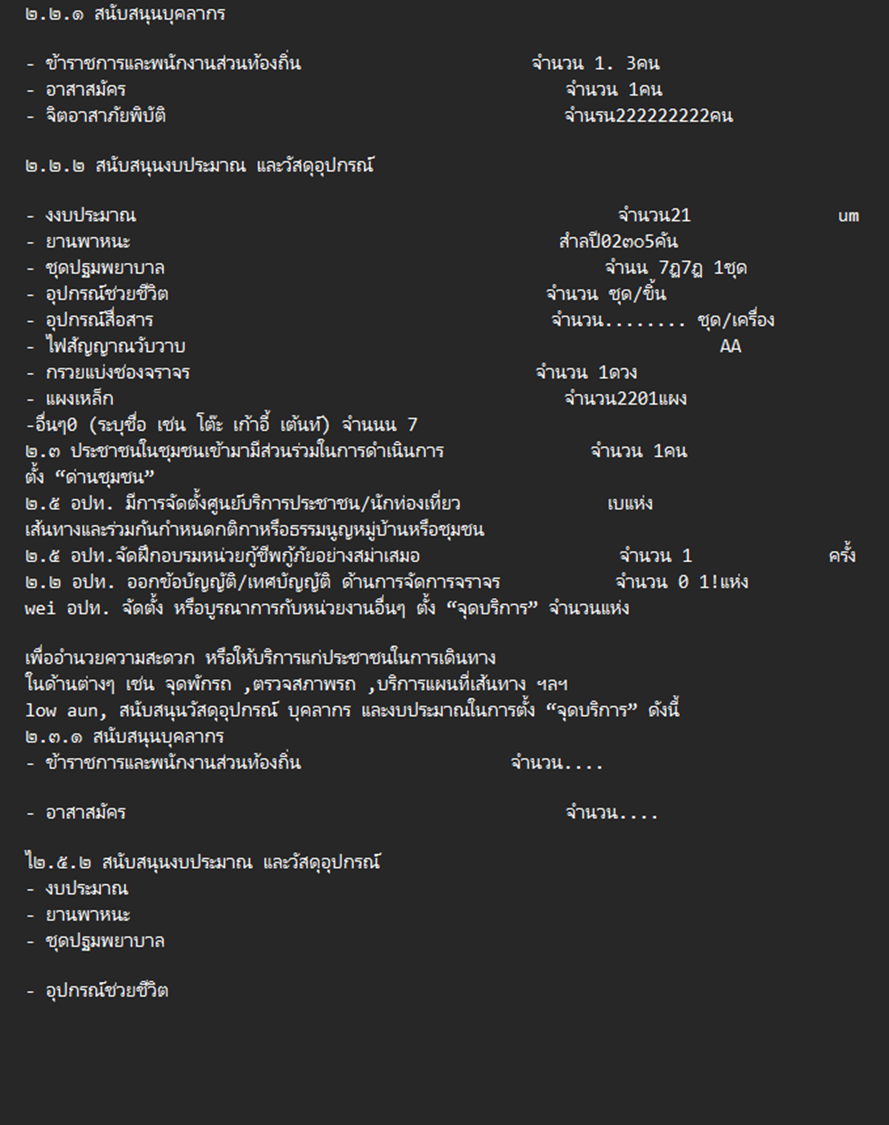 ๒.๒.๑ สนับสนุนบุคลากร
- ข้าราชการและพนักงานส่วนท้องถิ่น จำนวน 1. 3คน
- อาสาสมัคร จำนวน 1คน
- จิตอาสาภัยพิบัติ จำนรน222222222คน
๒.๒.๒ สนับสนุนงบประมาณ และวัสดุอุปกรณ์
- งงบประมาณ จำนวน21 um
- ยานพาหนะ สำลปี02๓๐5คัน
- ชุดปฐมพยาบาล จำนน 7ฏ7ฏ 1ชุด
- อุปกรณ์ช่วยชีวิต จำนวน ชุด/ขิ้น
- อุปกรณ์สื่อสาร จำนวน........ ชุด/เครื่อง
- ไฟสัญญาณวับวาบ AA
- กรวยแบ่งช่องจราจร จำนวน 1ดวง
- แผงเหล็ก จำนวน2201แผง
-อื่นๆ0 (ระบุชื่อ เช่น โต๊ะ เก้าอี้ เต้นท์) จำนนน 7
๒.๓ ประชาชนในชุมชนเข้ามามีส่วนร่วมในการดำเนินการ จำนวน 1คน
ตั้ง “ด่านชุมชน”
๒.๕ อปท. มีการจัดตั้งศูนย์บริการประชาชน/นักท่องเที่ยว เบแห่ง
เส้นทางและร่วมกันกำหนดกติกาหรือธรรมนูญหมู่บ้านหรือชุมชน
๒.๕ อปท.จัดฝึกอบรมหน่วยกู้ชีพกู้ภัยอย่างสม่ำเสมอ จำนวน 1 ครั้ง
๒.๒ อปท. ออกข้อบัญญัติ/เทศบัญญัติ ด้านการจัดการจราจร จำนวน 0 1!แห่ง
wei อปท. จัดตั้ง หรือบูรณาการกับหน่วยงานอื่นๆ ตั้ง “จุดบริการ” จำนวนแห่ง
เพื่ออำนวยความสะดวก หรือให้บริการแก่ประชาชนในการเดินทาง
ในด้านต่างๆ เช่น จุดพักรถ ,ตรวจสภาพรถ ,บริการแผนที่เส้นทาง ฯลฯ
low aun, สนับสนุนวัสดุอุปกรณ์ บุคลากร และงบประมาณในการตั้ง “จุดบริการ” ดังนี้
๒.๓.๑ สนับสนุนบุคลากร
- ข้าราชการและพนักงานส่วนท้องถิ่น จำนวน....
- อาสาสมัคร จำนวน....
ไ๒.๕.๒ สนับสนุนงบประมาณ และวัสดุอุปกรณ์
- งบประมาณ
- ยานพาหนะ
- ชุดปฐมพยาบาล
- อุปกรณ์ช่วยชีวิต